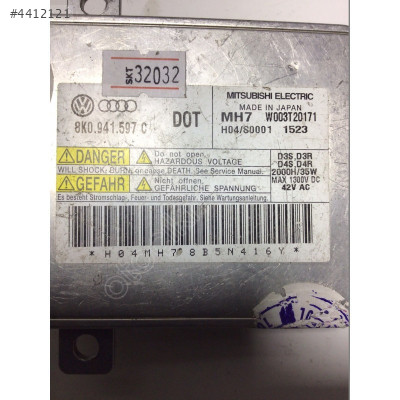 #4412121
SKT 32032
MITSUBISHI ELECTRIC
MADE IN JAPAN
8K0.941.597 C
DOT
MH7 W003T20171
H04/S0001 1523
DANGER Do not open.
HAZARDOUS VOLTAGE
WILL SHOCK, BURN, or cause DEATH. See Service Manual.
GEFAHR Nicht öffnen.
GEFÄHRLICHE SPANNUNG
Es besteht Stromschlag-, Feuer- und Todesgefahr. Siehe Wartungsanleitung.
D3S,D3R
D4S,D4R
2000H/35W
MAX 1300V DC
42V AC
*H04MH78B5N416Y*